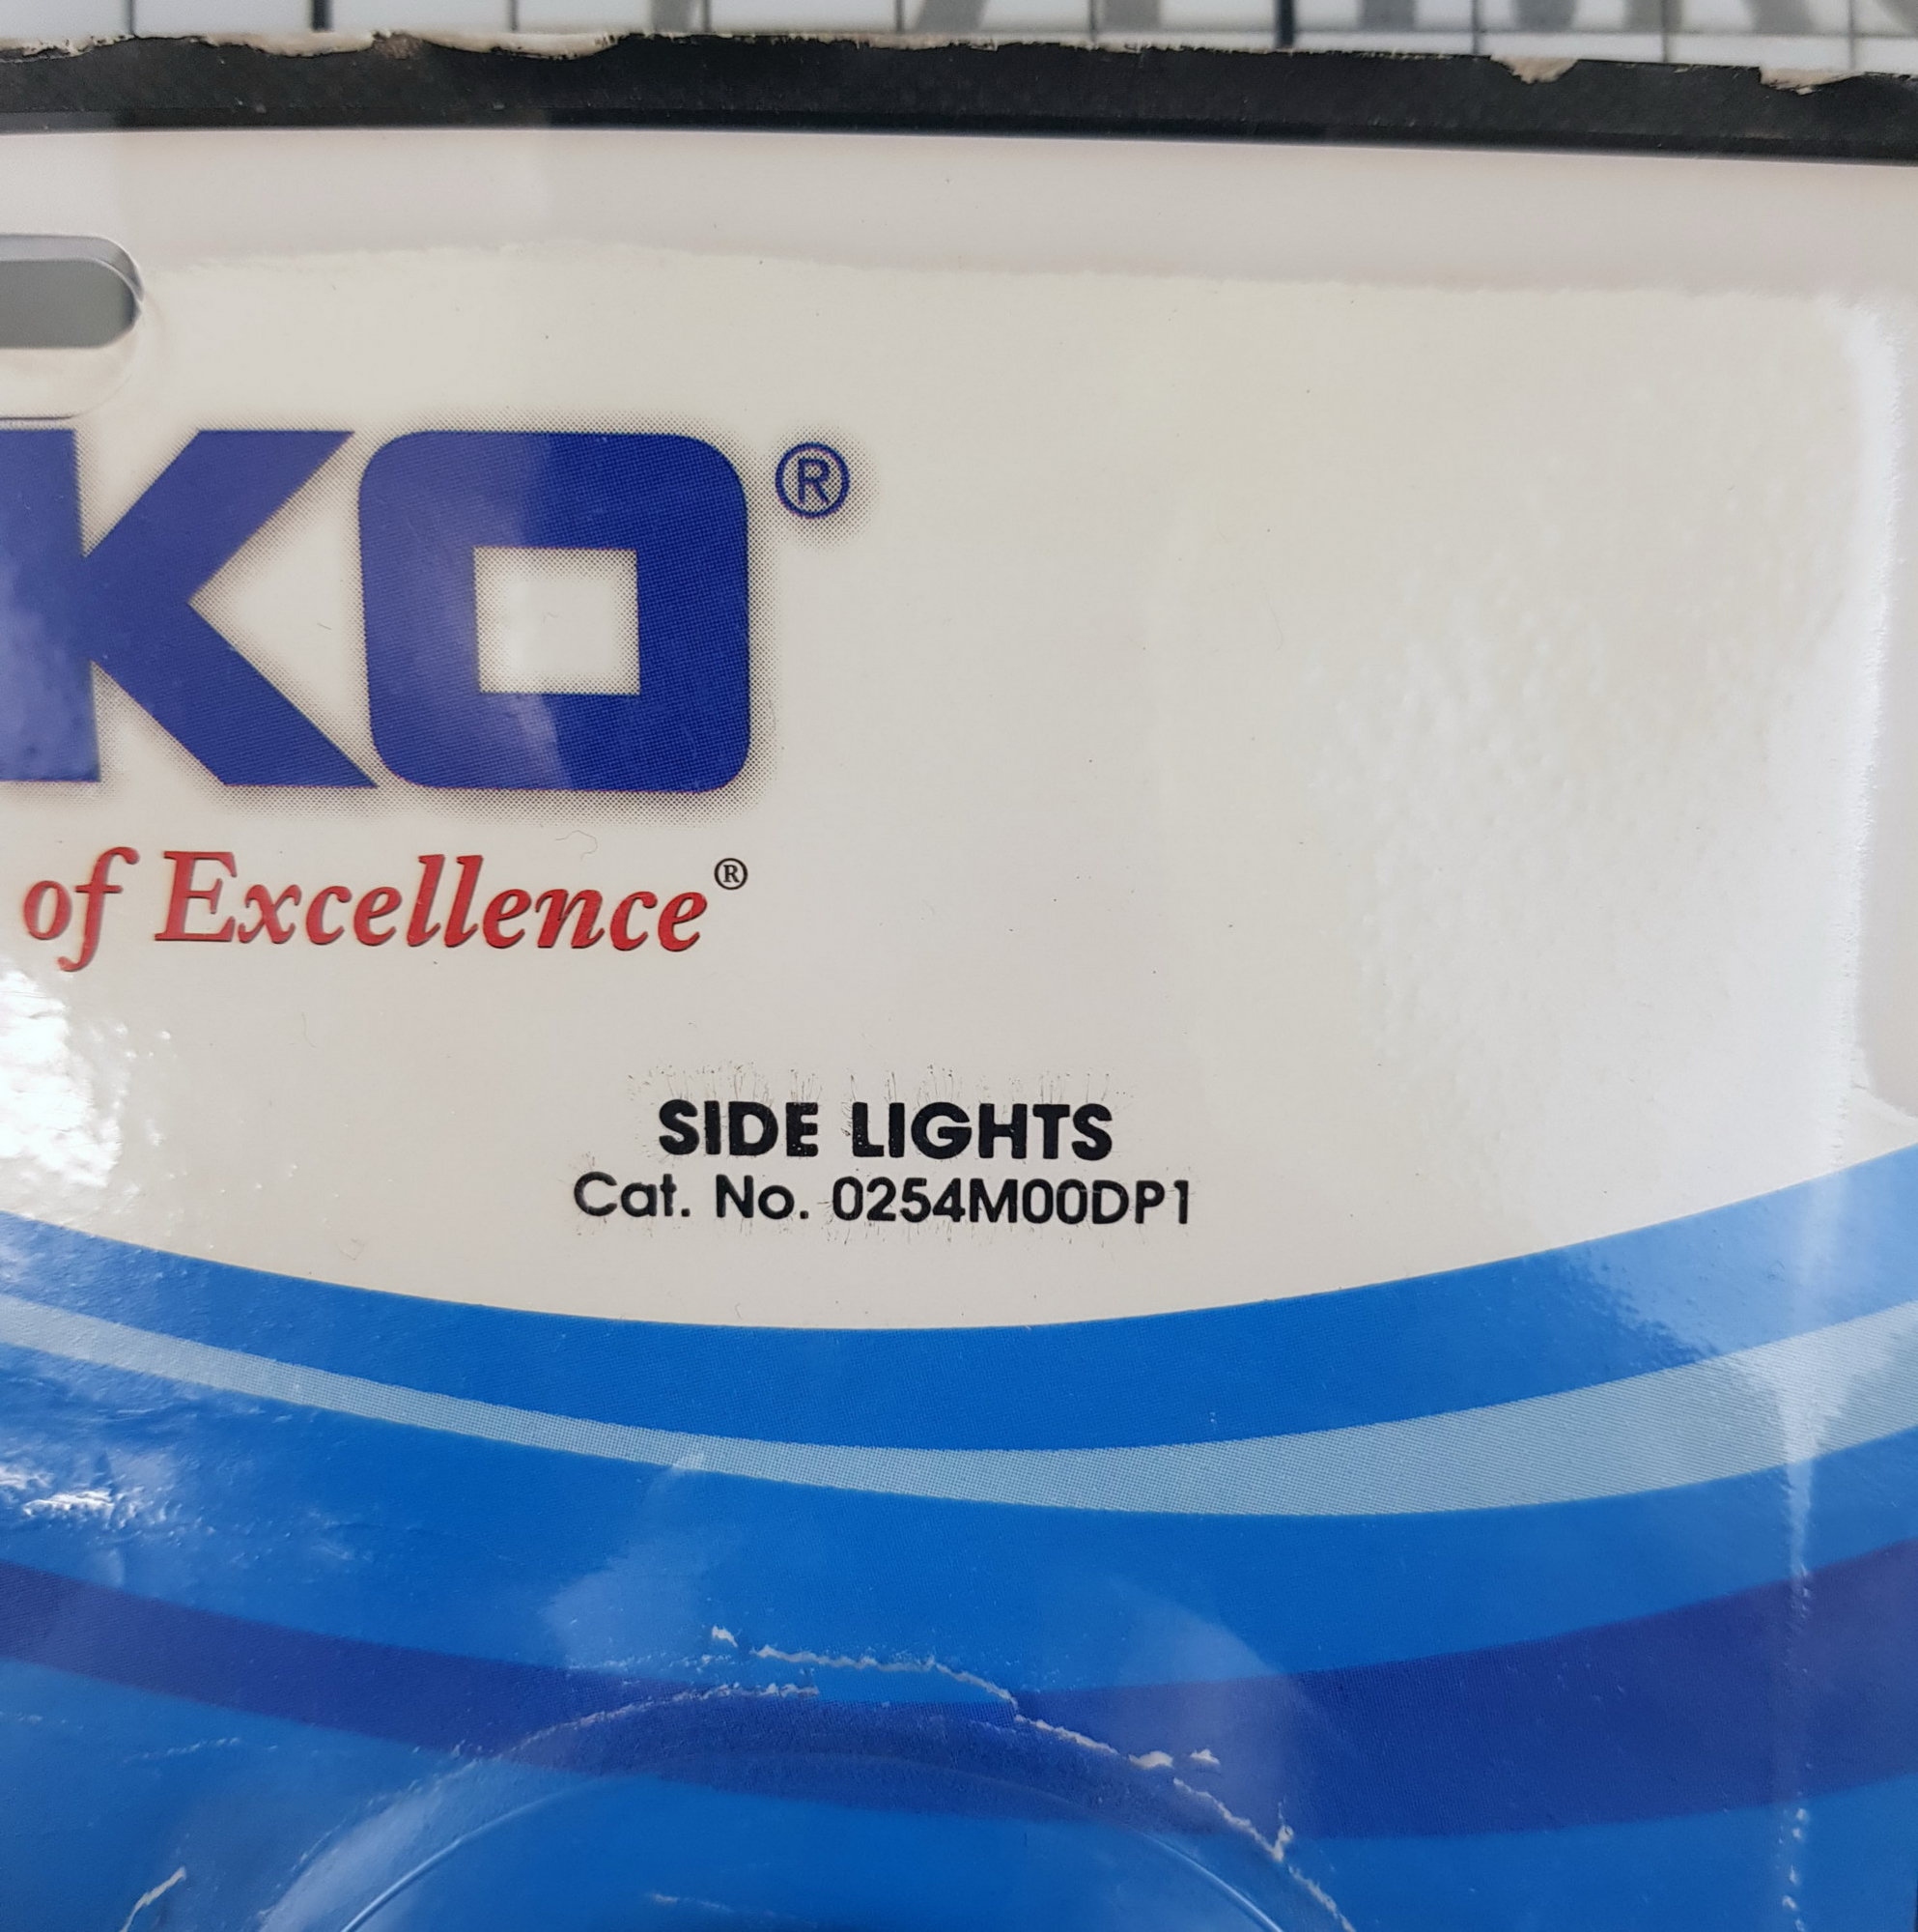 KO®
of Excellence®
SIDE LIGHTS
Cat. No. 0254M00DP1